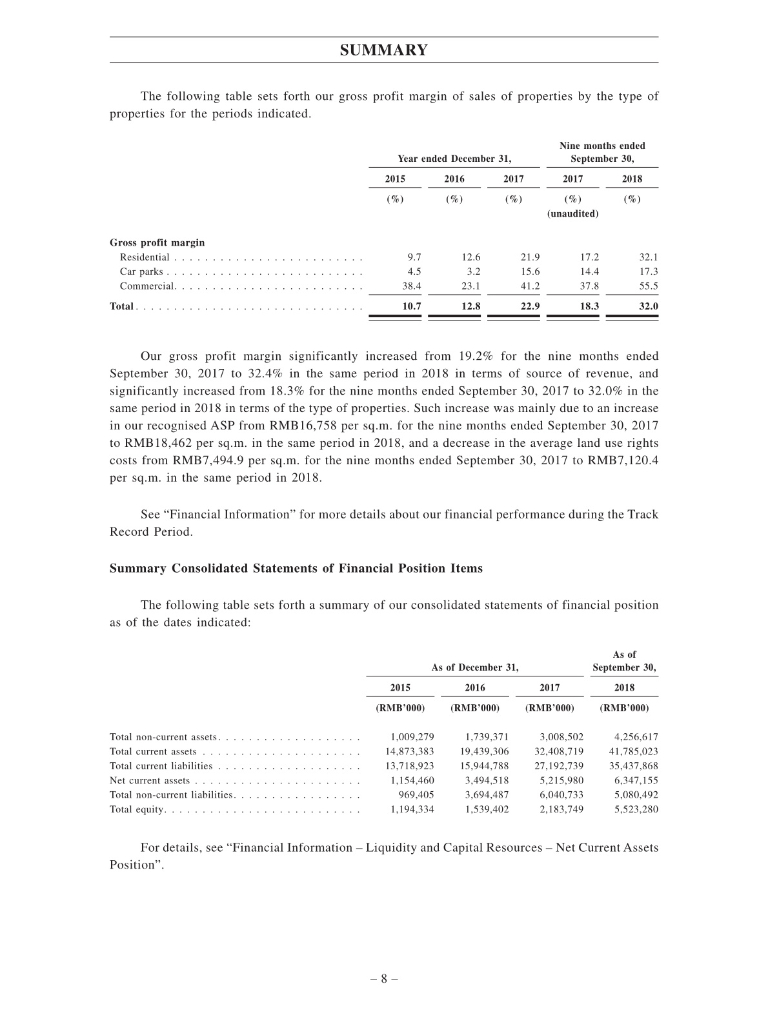 SUMMARY
The following table sets forth our gross profit margin of sales of properties by the type of
properties for the periods indicated.
Nine months ended
Year ended December 31, September 30,
2015 2016 2017 2017 2018
(%) (%) (%) (%) (%)
(unaudited)
Gross profit margin
Residential . . . . . . . . . . . . . . . . . . . . . . . . . 9.7 12.6 21.9 17.2 32.1
Car parks . . . . . . . . . . . . . . . . . . . . . . . . . . 4.5 3.2 15.6 14.4 17.3
Commercial. . . . . . . . . . . . . . . . . . . . . . . . . 38.4 23.1 41.2 37.8 55.5
Total . . . . . . . . . . . . . . . . . . . . . . . . . . . . . . 10.7 12.8 22.9 18.3 32.0
Our gross profit margin significantly increased from 19.2% for the nine months ended
September 30, 2017 to 32.4% in the same period in 2018 in terms of source of revenue, and
significantly increased from 18.3% for the nine months ended September 30, 2017 to 32.0% in the
same period in 2018 in terms of the type of properties. Such increase was mainly due to an increase
in our recognised ASP from RMB16,758 per sq.m. for the nine months ended September 30, 2017
to RMB18,462 per sq.m. in the same period in 2018, and a decrease in the average land use rights
costs from RMB7,494.9 per sq.m. for the nine months ended September 30, 2017 to RMB7,120.4
per sq.m. in the same period in 2018.
See “Financial Information” for more details about our financial performance during the Track
Record Period.
Summary Consolidated Statements of Financial Position Items
The following table sets forth a summary of our consolidated statements of financial position
as of the dates indicated:
As of
As of December 31, September 30,
2015 2016 2017 2018
(RMB’000) (RMB’000) (RMB’000) (RMB’000)
Total non-current assets. . . . . . . . . . . . . . . . . . . 1,009,279 1,739,371 3,008,502 4,256,617
Total current assets . . . . . . . . . . . . . . . . . . . . . 14,873,383 19,439,306 32,408,719 41,785,023
Total current liabilities . . . . . . . . . . . . . . . . . . . 13,718,923 15,944,788 27,192,739 35,437,868
Net current assets . . . . . . . . . . . . . . . . . . . . . . 1,154,460 3,494,518 5,215,980 6,347,155
Total non-current liabilities. . . . . . . . . . . . . . . . . 969,405 3,694,487 6,040,733 5,080,492
Total equity. . . . . . . . . . . . . . . . . . . . . . . . . . 1,194,334 1,539,402 2,183,749 5,523,280
For details, see “Financial Information – Liquidity and Capital Resources – Net Current Assets
Position”.
– 8 –